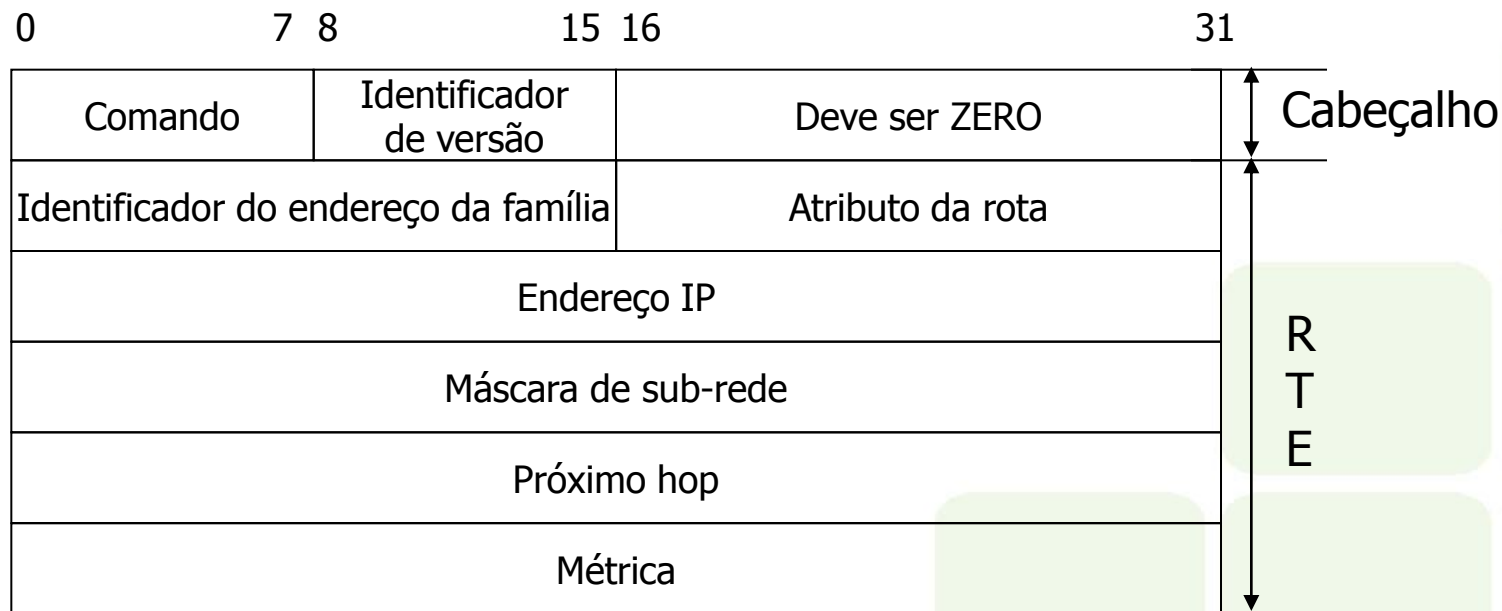 0 7 8 15 16 31
Comando
Identificador
de versão
Deve ser ZERO
Cabeçalho
Identificador do endereço da família
Atributo da rota
Endereço IP
Máscara de sub-rede
Próximo hop
Métrica
R
T
E